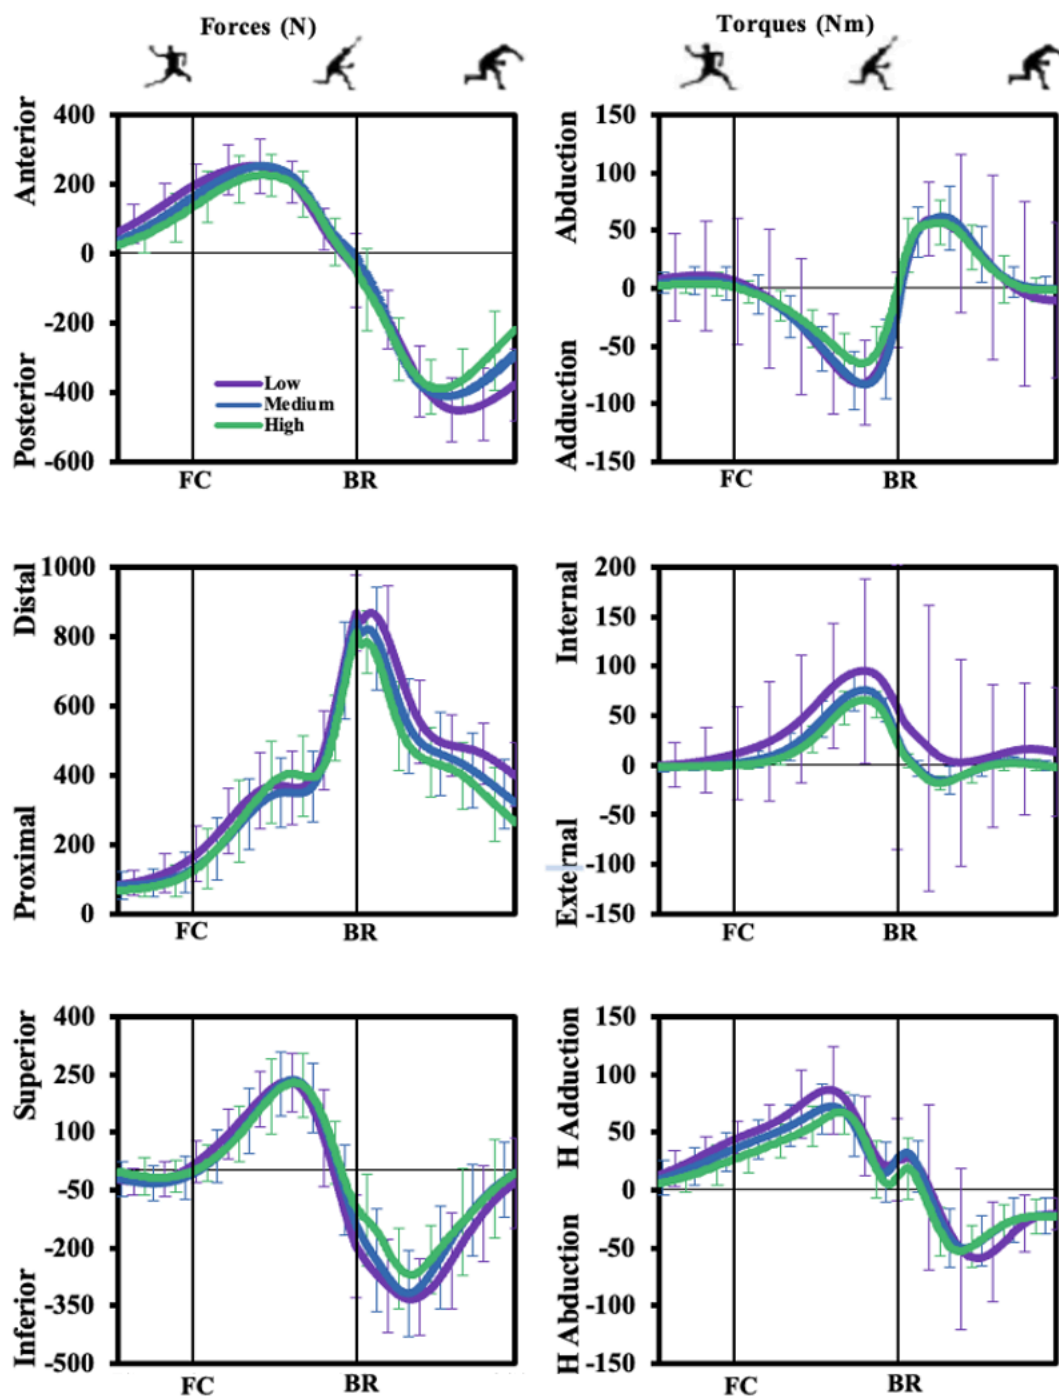 Forces (N)
Torques (Nm)
Anterior
Posterior
400
200
0
-200
-400
-600
Low
Medium
High
FC
BR
Abduction
Adduction
150
100
50
0
-50
-100
-150
FC
BR
Distal
Proximal
1000
800
600
400
200
0
FC
BR
Internal
External
200
150
100
50
0
-50
-100
-150
FC
BR
Superior
Inferior
400
250
100
-50
-200
-350
-500
FC
BR
H Adduction
H Abduction
150
100
50
0
-50
-100
-150
FC
BR